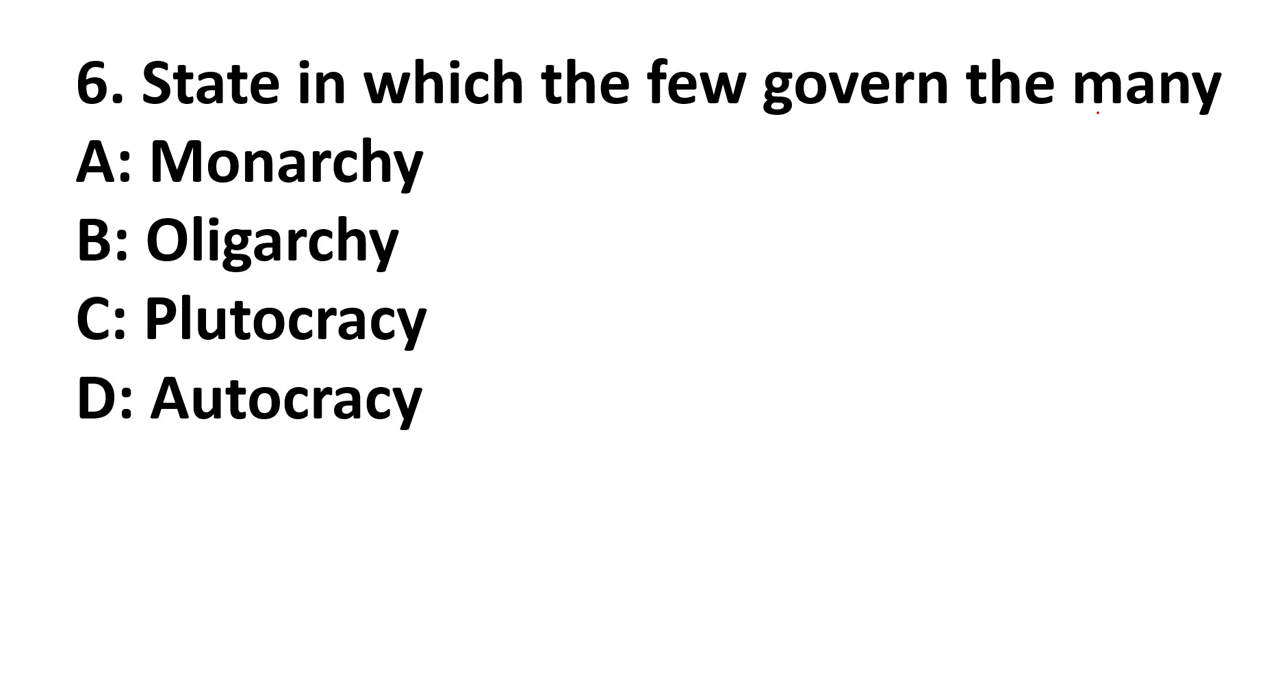 6. State in which the few govern the many
A: Monarchy
B: Oligarchy
C: Plutocracy
D: Autocracy